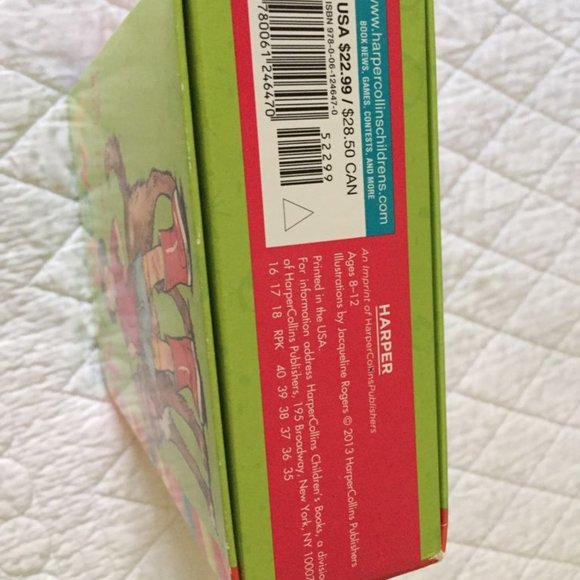 www.harpercollinschildrens.com
BOOK NEWS, GAMES, CONTESTS, AND MORE
USA $22.99 / $28.50 CAN
ISBN 978-0-06-124647-0
52299
780061 246470
HARPER
An Imprint of HarperCollinsPublishers
Ages 8–12
Illustrations by Jacqueline Rogers © 2013 HarperCollins Publishers
Printed in the USA.
For information address HarperCollins Children's Books, a division
of HarperCollins Publishers, 195 Broadway, New York, NY 10007
16 17 18 RPK 40 39 38 37 36 35